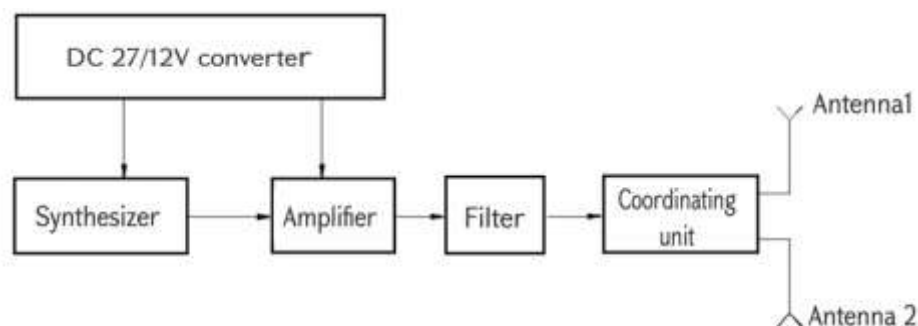 DC 27/12V converter
Antenna1
Synthesizer
Amplifier
Filter
Coordinating
unit
Antenna 2